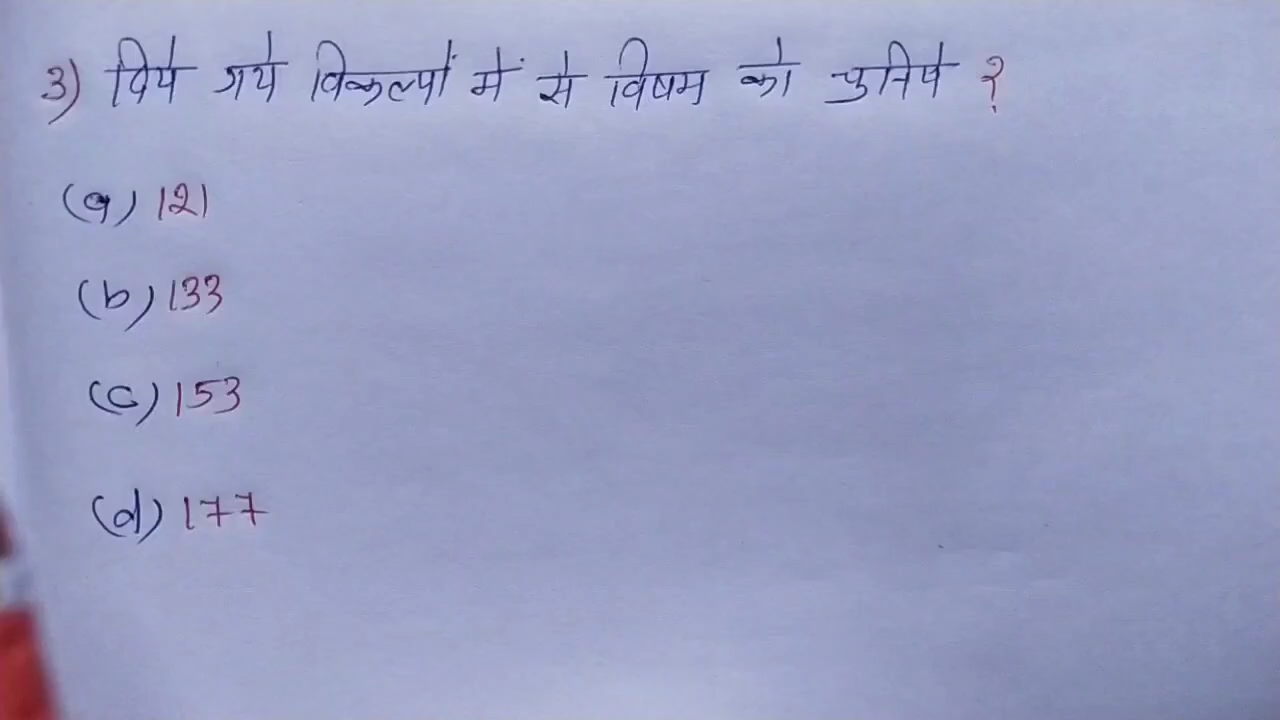 3) दिये गये विकल्पों में से विषम को चुनिये ?
(a) 121
(b) 133
(c) 153
(d) 177